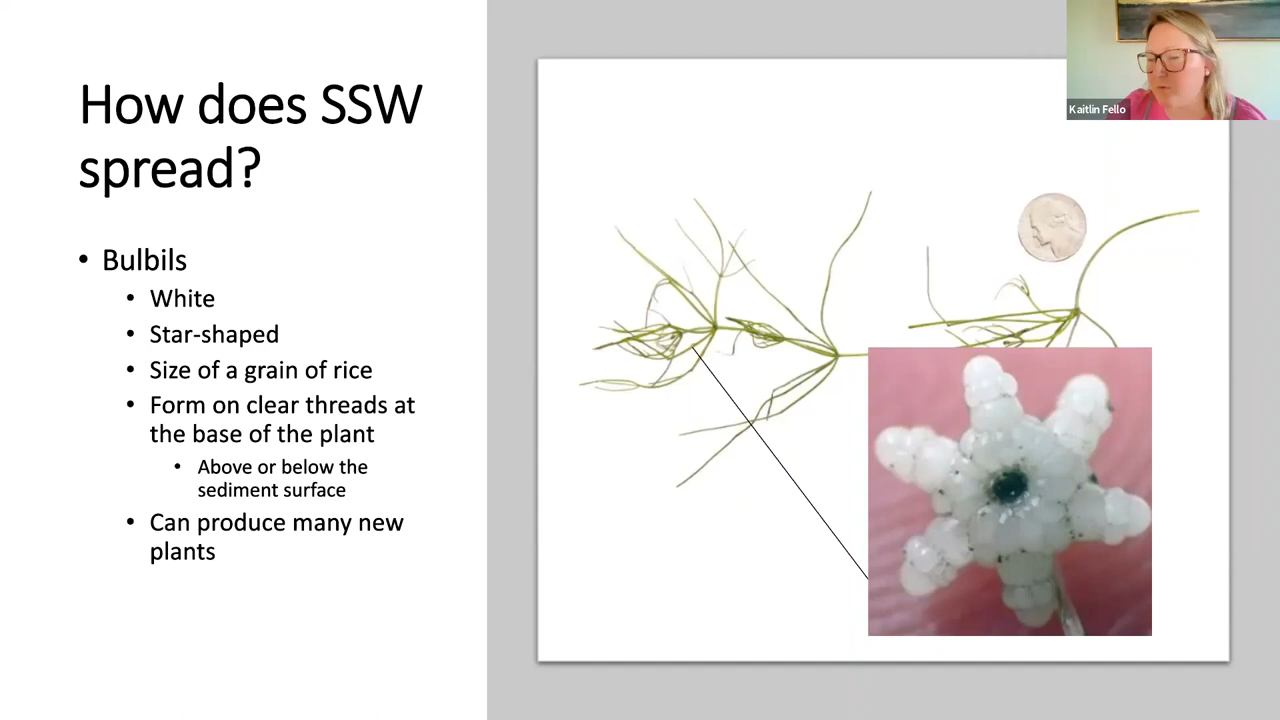 How does SSW
spread?
• Bulbils
• White
• Star-shaped
• Size of a grain of rice
• Form on clear threads at
the base of the plant
• Above or below the
sediment surface
• Can produce many new
plants
Kaitlin Fello